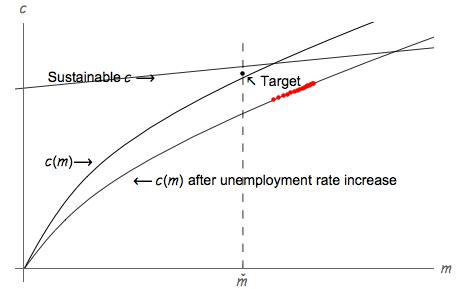 c
Sustainable c →
↖ Target
c(m)→
← c(m) after unemployment rate increase
m
m̌